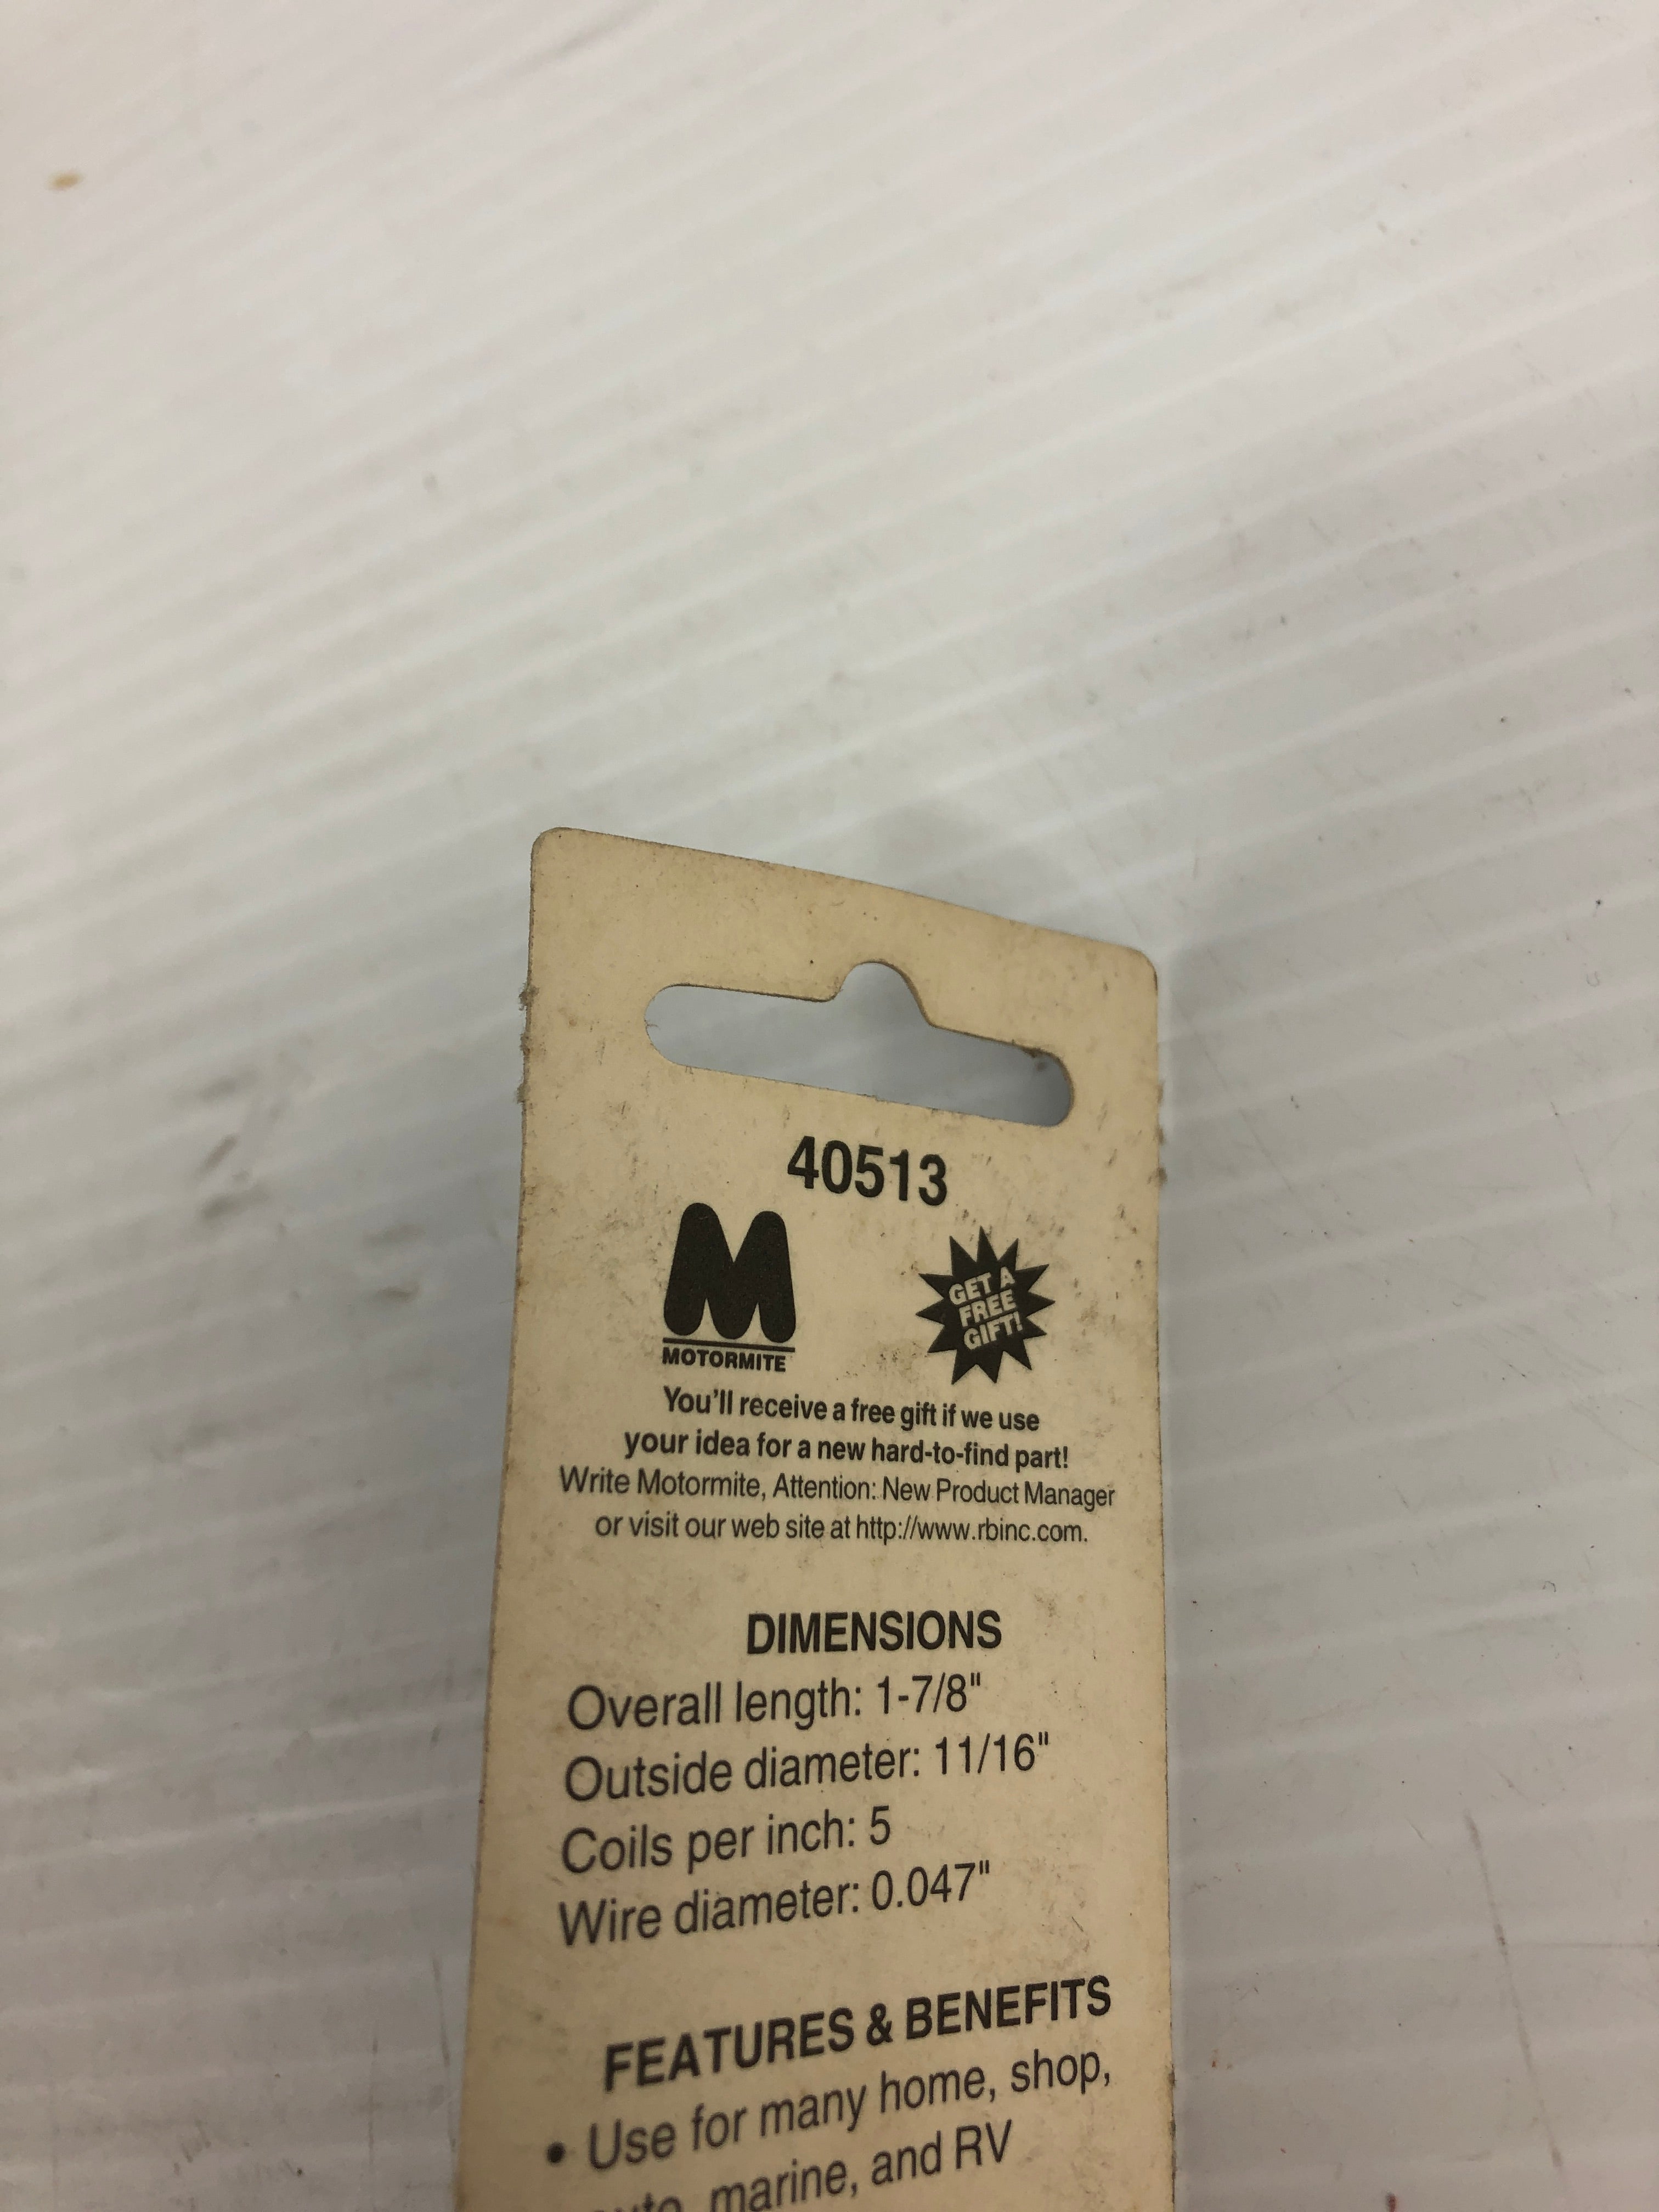 40513
MOTORMITE
GET A
FREE
GIFT!
You'll receive a free gift if we use
your idea for a new hard-to-find part!
Write Motormite, Attention: New Product Manager
or visit our web site at http://www.rbinc.com.
DIMENSIONS
Overall length: 1-7/8"
Outside diameter: 11/16"
Coils per inch: 5
Wire diameter: 0.047"
FEATURES & BENEFITS
• Use for many home, shop,
auto, marine, and RV